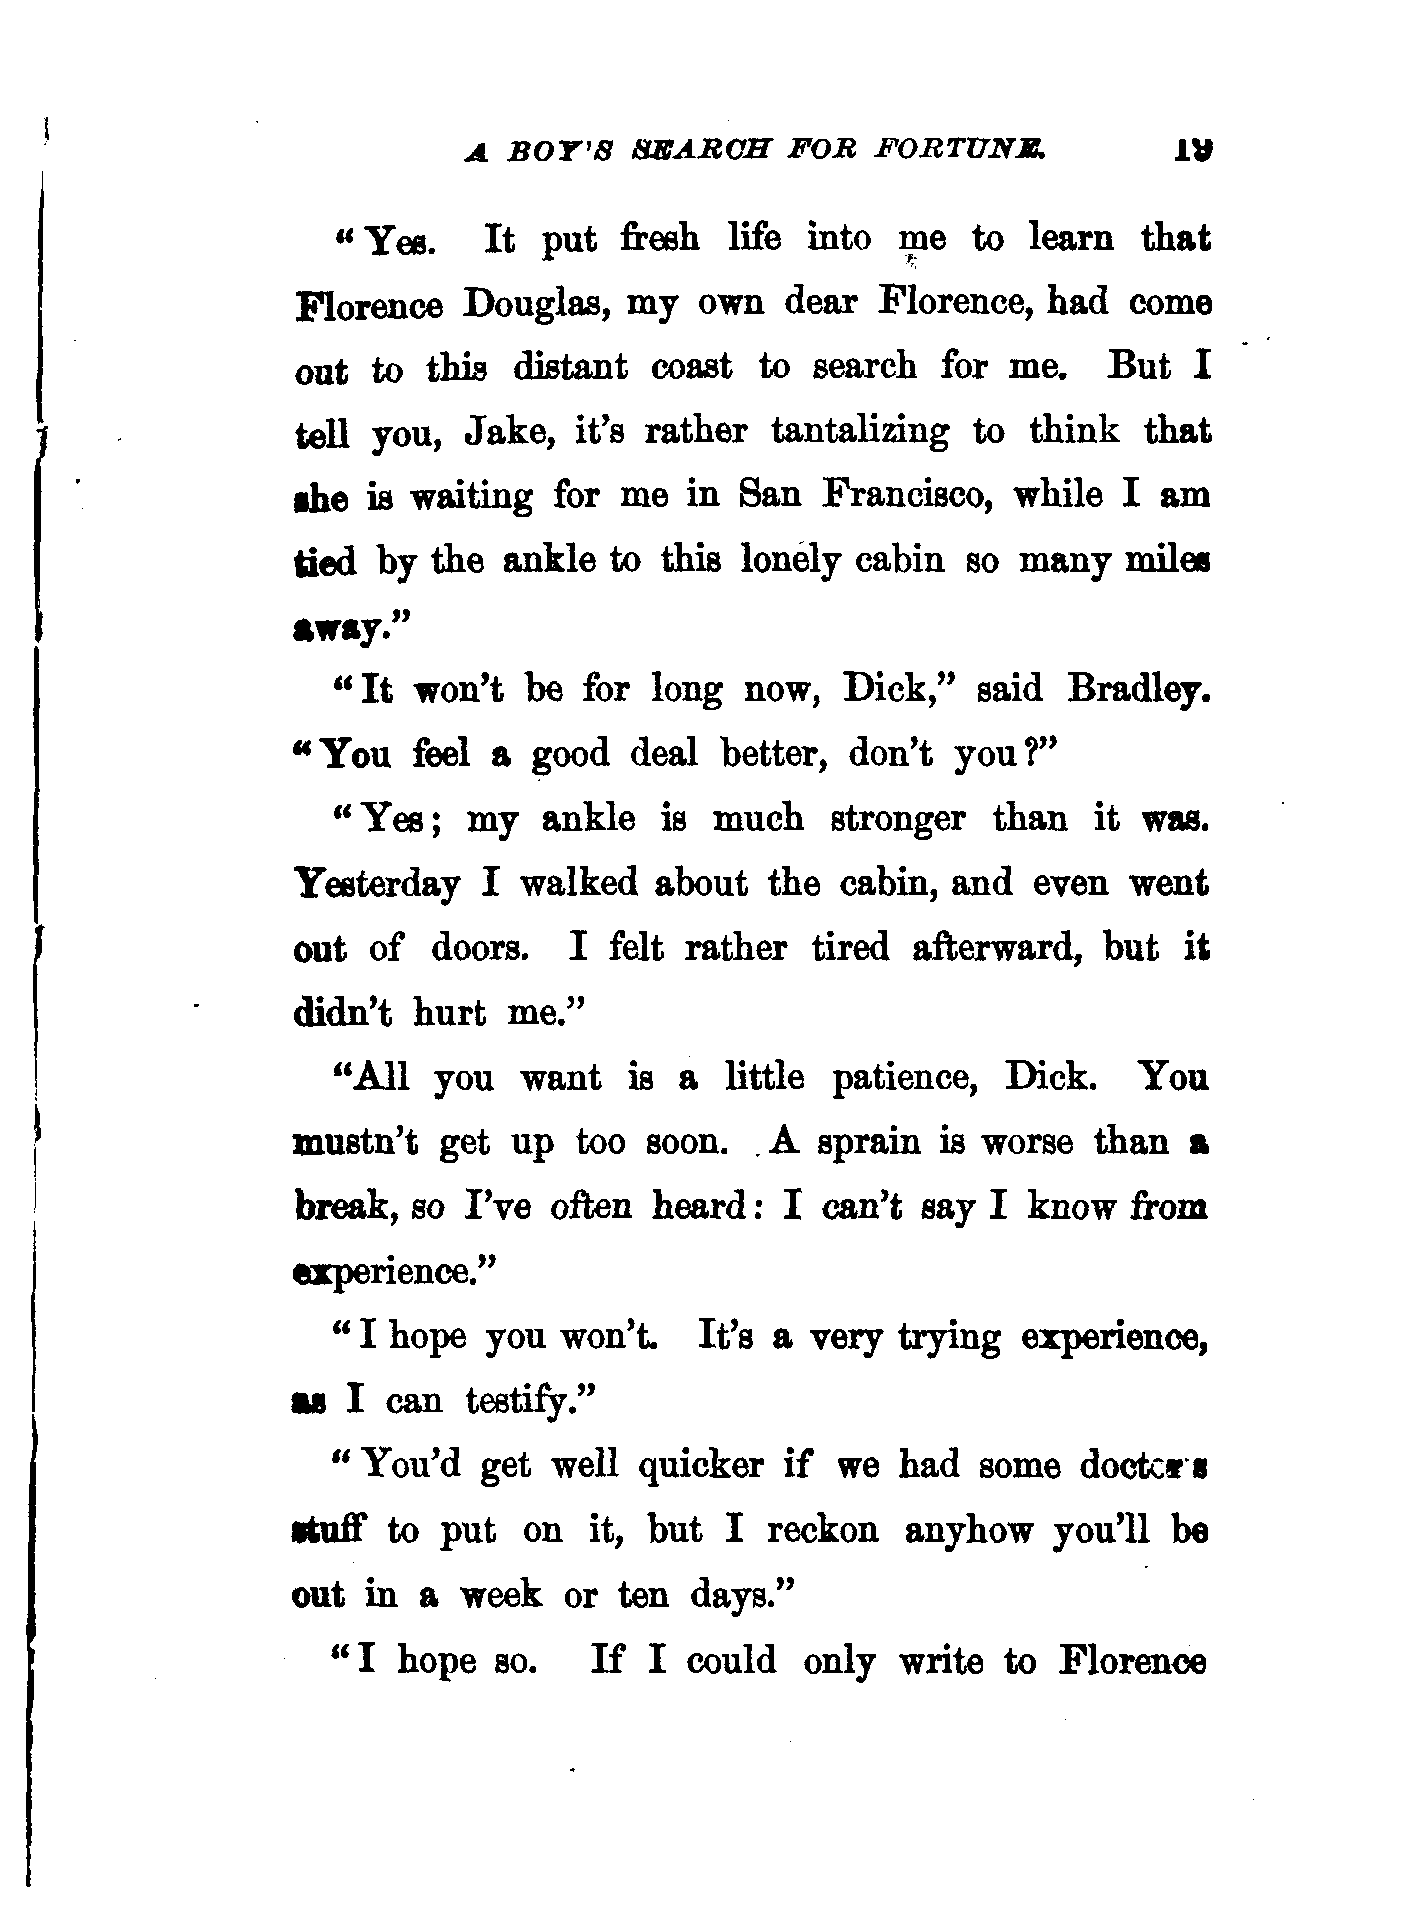 A BOY'S SEARCH FOR FORTUNE. 19
"Yes. It put fresh life into me to learn that
Florence Douglas, my own dear Florence, had come
out to this distant coast to search for me. But I
tell you, Jake, it's rather tantalizing to think that
she is waiting for me in San Francisco, while I am
tied by the ankle to this lonely cabin so many miles
away."
"It won't be for long now, Dick," said Bradley.
"You feel a good deal better, don't you?"
"Yes; my ankle is much stronger than it was.
Yesterday I walked about the cabin, and even went
out of doors. I felt rather tired afterward, but it
didn't hurt me."
"All you want is a little patience, Dick. You
mustn't get up too soon. A sprain is worse than a
break, so I've often heard: I can't say I know from
experience."
"I hope you won't. It's a very trying experience,
as I can testify."
"You'd get well quicker if we had some doctor's
stuff to put on it, but I reckon anyhow you'll be
out in a week or ten days."
"I hope so. If I could only write to Florence